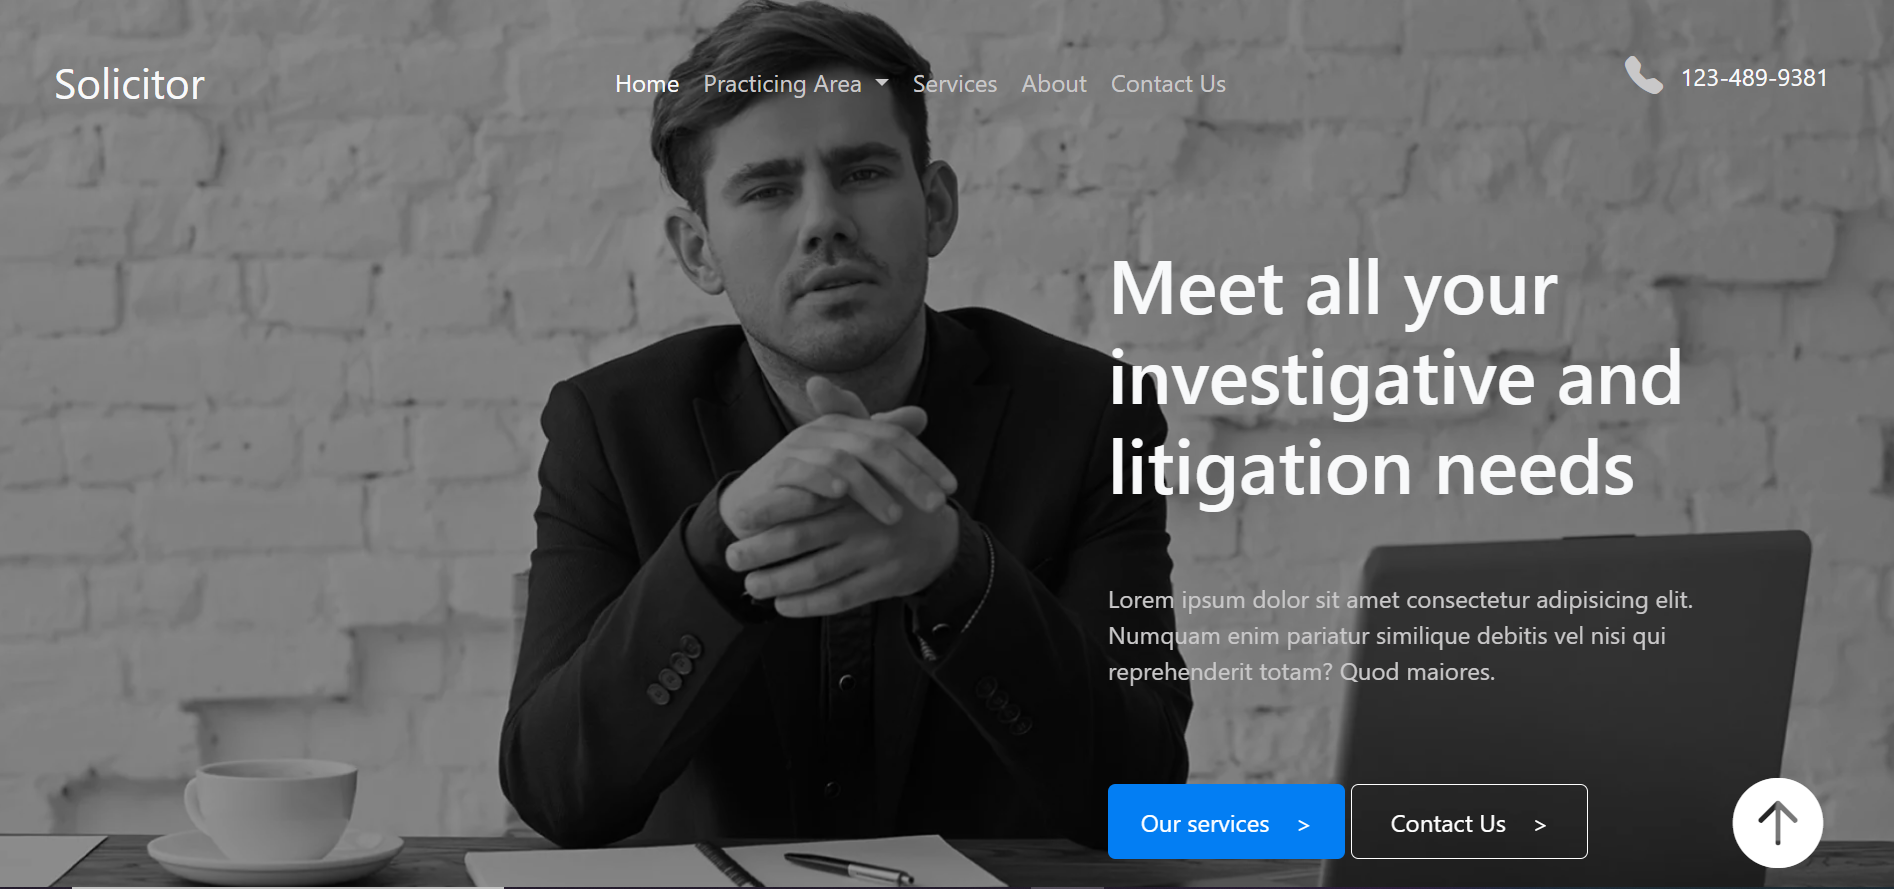 Solicitor
Home Practicing Area Services About Contact Us
123-489-9381
Meet all your
investigative and
litigation needs
Lorem ipsum dolor sit amet consectetur adipisicing elit.
Numquam enim pariatur similique debitis vel nisi qui
reprehenderit totam? Quod maiores.
Our services >
Contact Us >